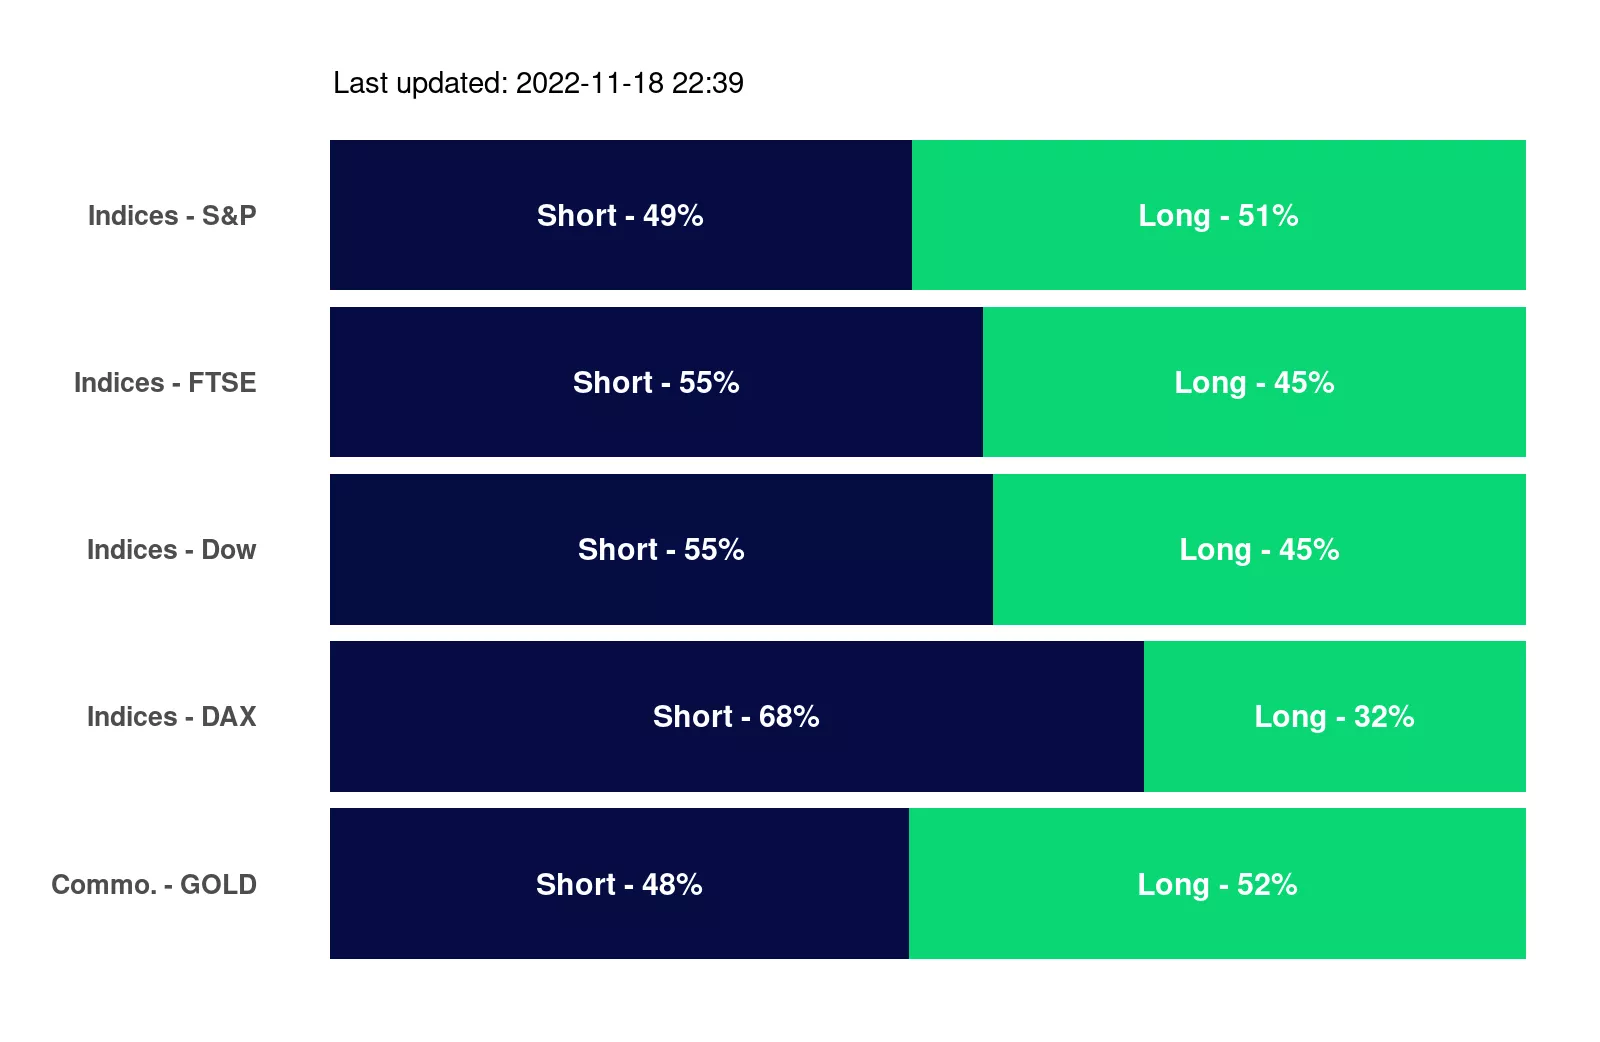 Last updated: 2022-11-18 22:39
Indices - S&P Short - 49% Long - 51%
Indices - FTSE Short - 55% Long - 45%
Indices - Dow Short - 55% Long - 45%
Indices - DAX Short - 68% Long - 32%
Commo. - GOLD Short - 48% Long - 52%